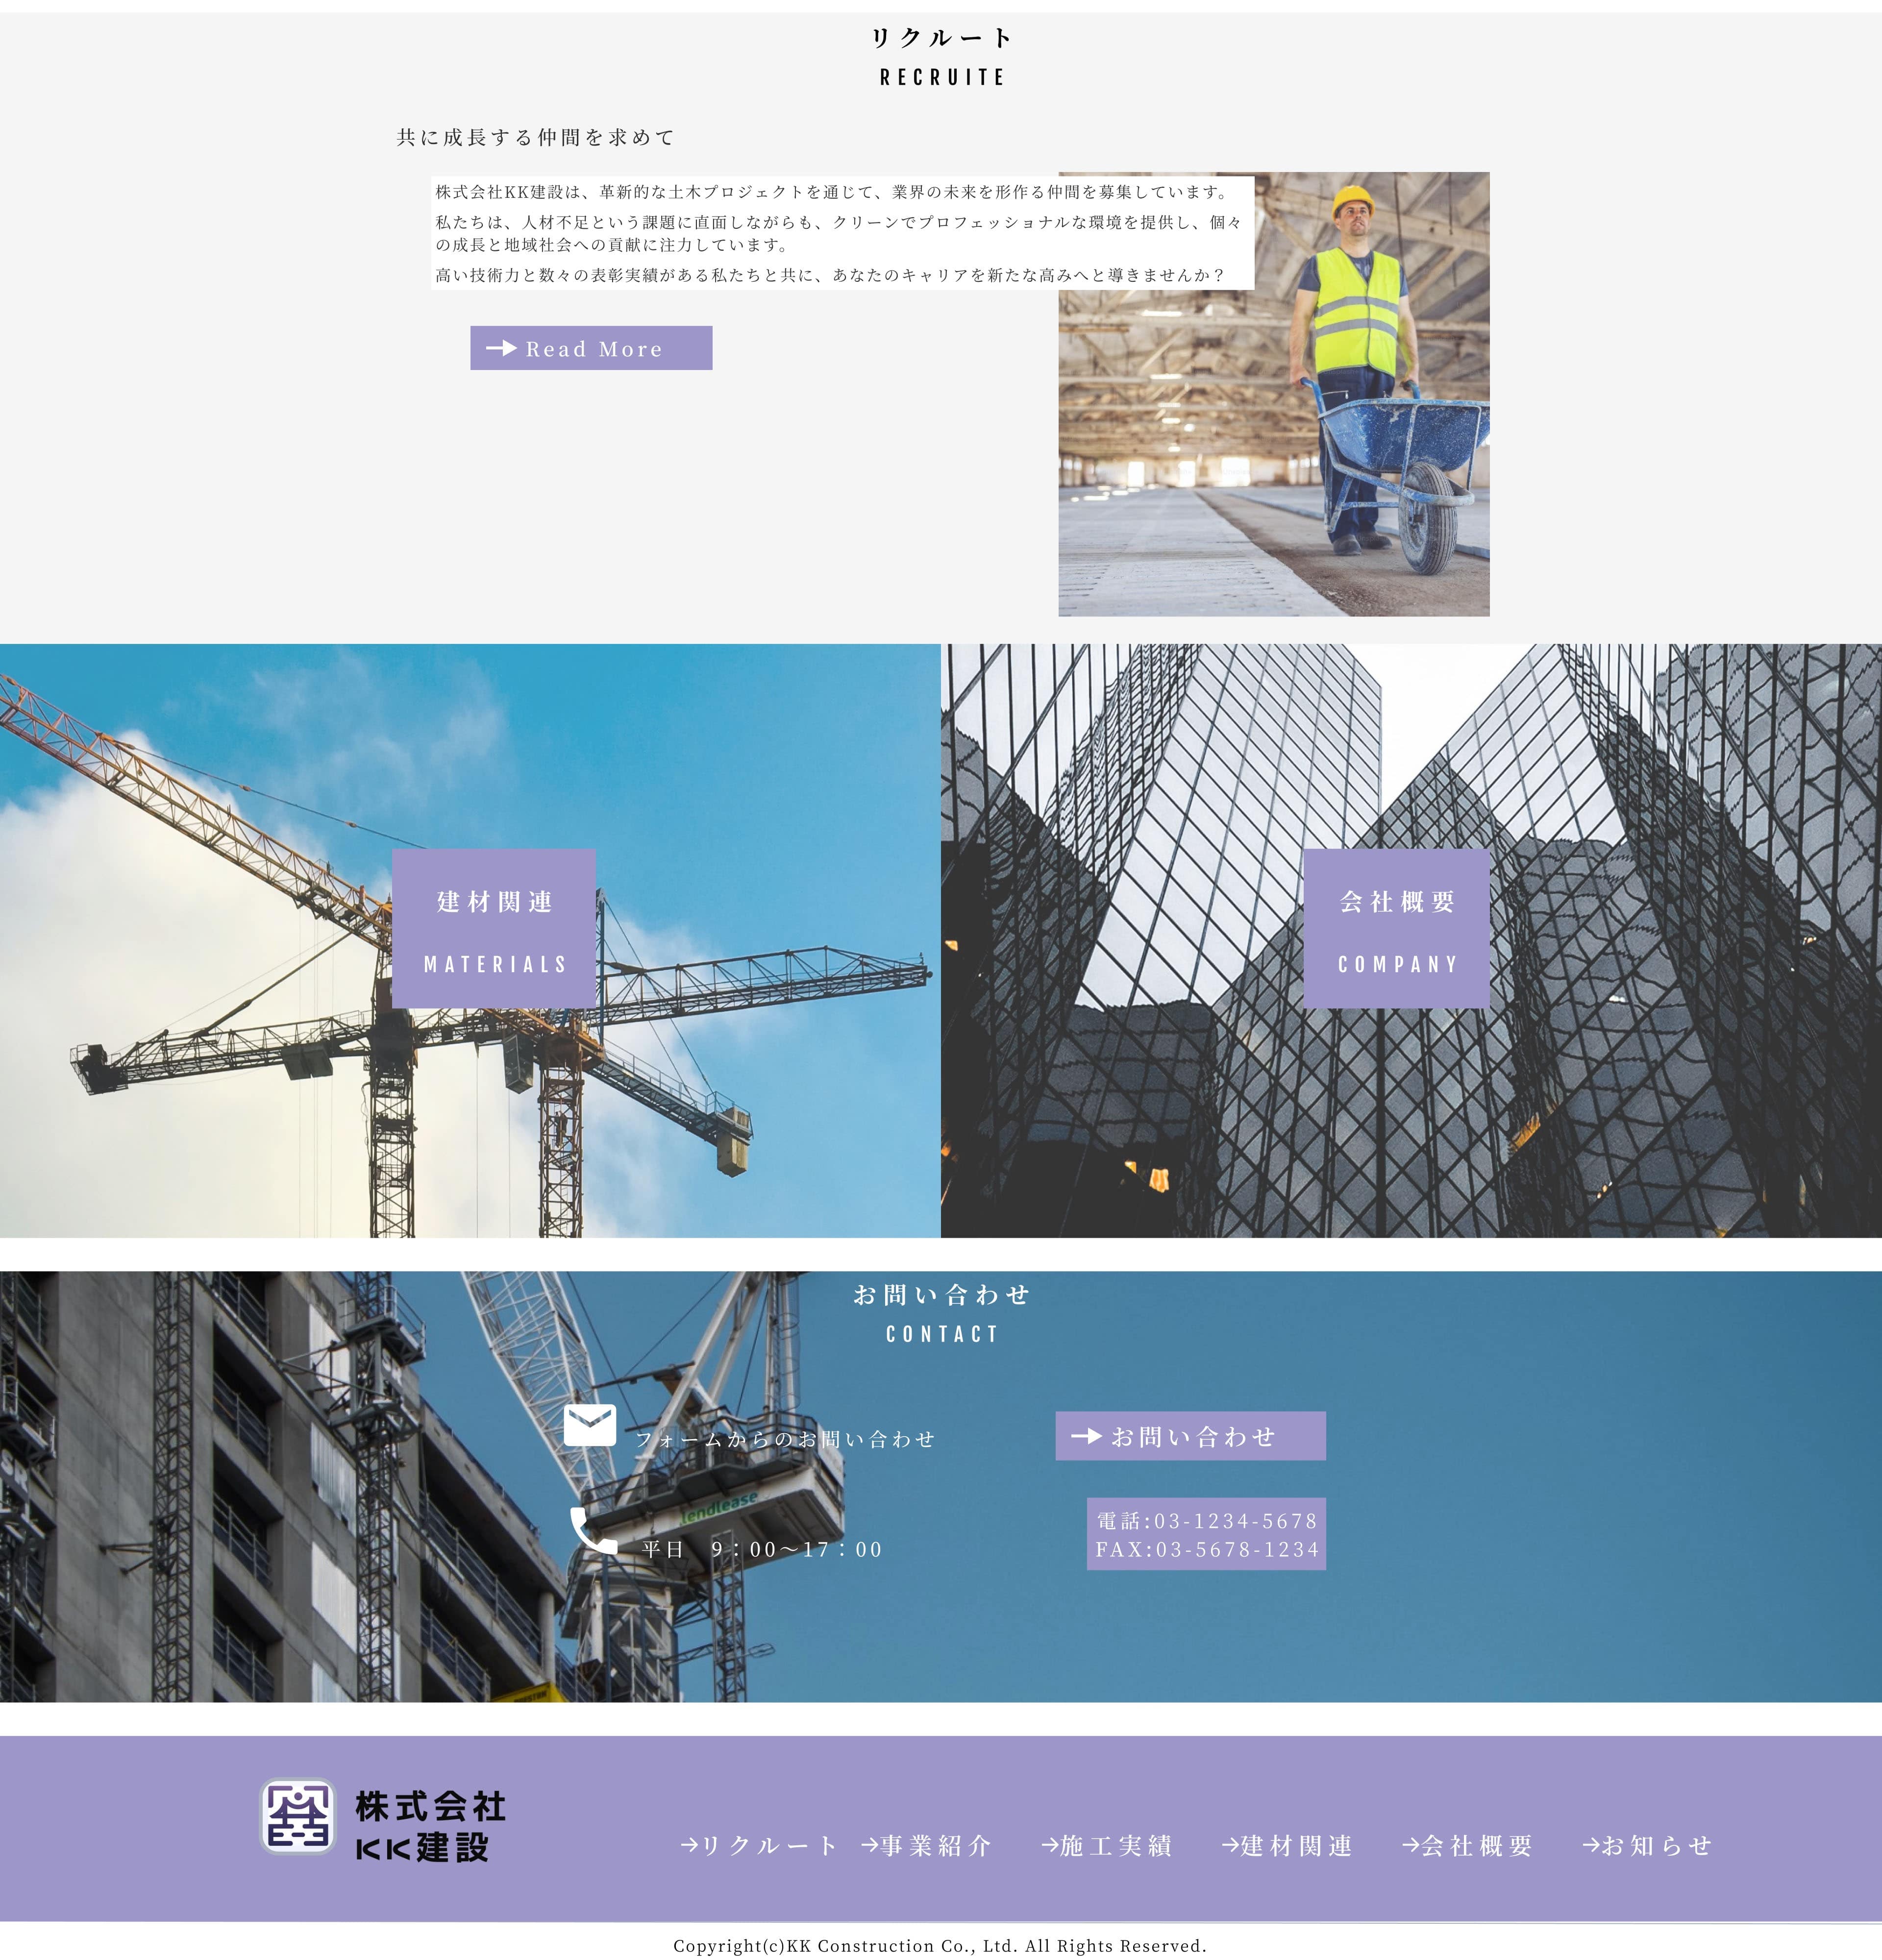 リクルート
RECRUITE
共に成長する仲間を求めて
株式会社KK建設は、革新的な土木プロジェクトを通じて、業界の未来を形作る仲間を募集しています。
私たちは、人材不足という課題に直面しながらも、クリーンでプロフェッショナルな環境を提供し、個々
の成長と地域社会への貢献に注力しています。
高い技術力と数々の表彰実績がある私たちと共に、あなたのキャリアを新たな高みへと導きませんか？
Read More
建材関連
MATERIALS
会社概要
COMPANY
お問い合わせ
CONTACT
フォームからのお問い合わせ
お問い合わせ
lendlease
平日　9：00〜17：00
電話:03-1234-5678
FAX:03-5678-1234
株式会社
KK建設
→リクルート →事業紹介 →施工実績 →建材関連 →会社概要 →お知らせ
Copyright(c)KK Construction Co., Ltd. All Rights Reserved.